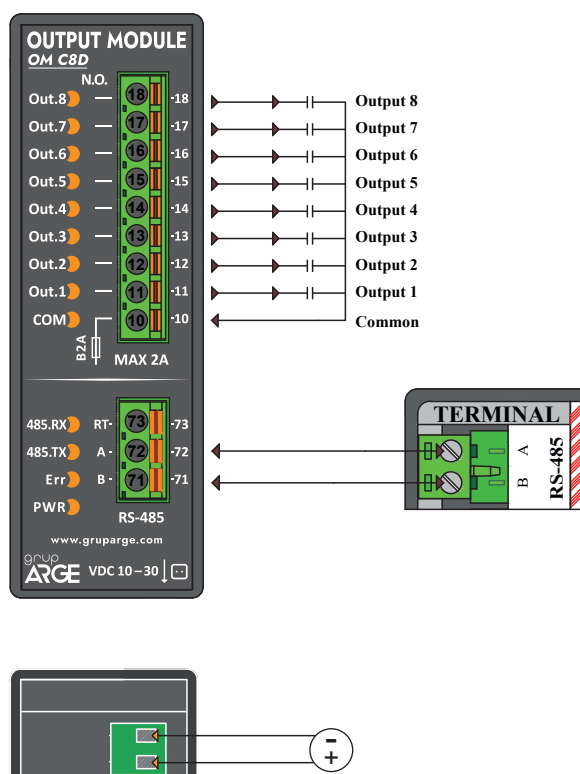 OUTPUT MODULE
OM C8D
N.O.
Out.8 18 -18 Output 8
Out.7 17 -17 Output 7
Out.6 16 -16 Output 6
Out.5 15 -15 Output 5
Out.4 14 -14 Output 4
Out.3 13 -13 Output 3
Out.2 12 -12 Output 2
Out.1 11 -11 Output 1
COM 10 -10 Common
B2A
MAX 2A
TERMINAL
485.RX RT- 73 -73
485.TX A - 72 -72
Err B - 71 -71
PWR
RS-485
A
B
RS-485
www.gruparge.com
grup
ARGE
VDC 10-30
-
+